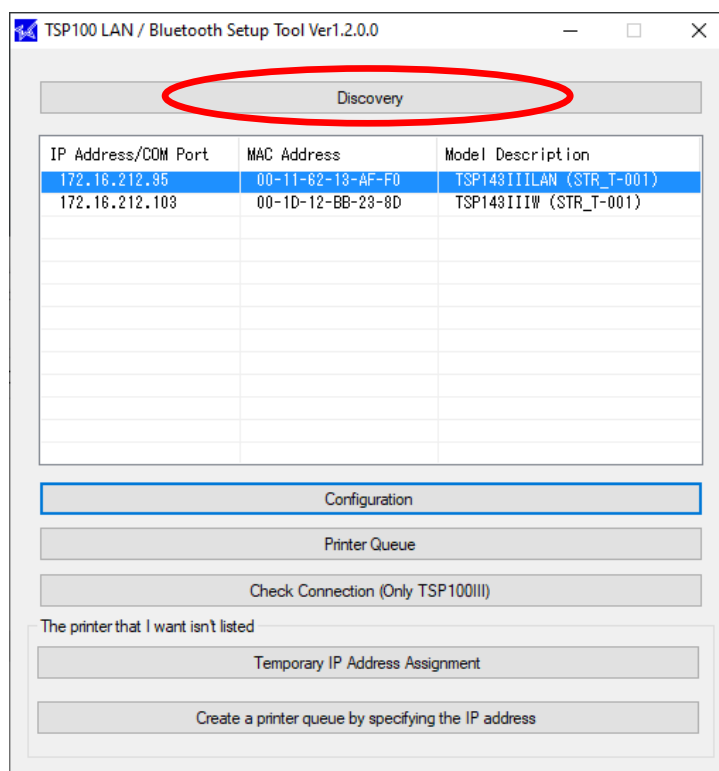 TSP100 LAN / Bluetooth Setup Tool Ver1.2.0.0
Discovery
IP Address/COM Port MAC Address Model Description
172.16.212.95 00-11-62-13-AF-F0 TSP143IIILAN (STR_T-001)
172.16.212.103 00-1D-12-BB-23-8D TSP143IIIW (STR_T-001)
Configuration
Printer Queue
Check Connection (Only TSP100III)
The printer that I want isn't listed
Temporary IP Address Assignment
Create a printer queue by specifying the IP address